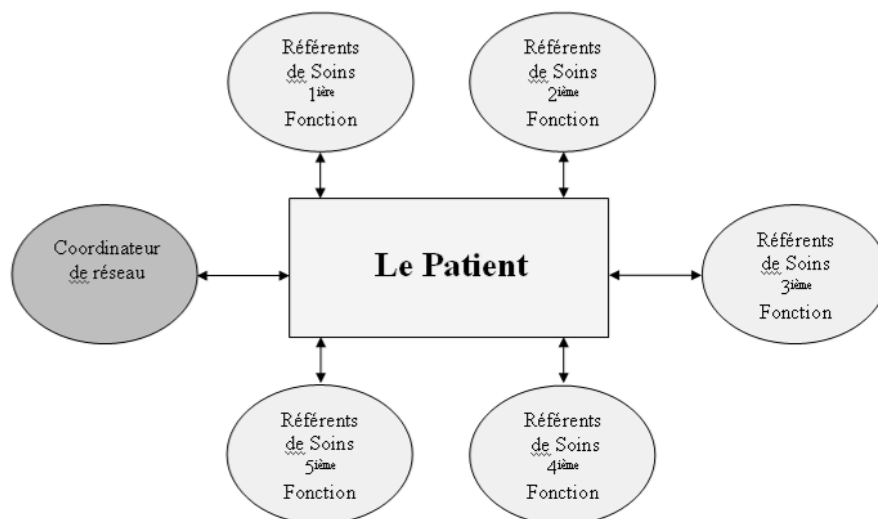 Référents
de Soins
1ière
Fonction
Référents
de Soins
2ième
Fonction
Coordinateur
de réseau
Le Patient
Référents
de Soins
3ième
Fonction
Référents
de Soins
5ième
Fonction
Référents
de Soins
4ième
Fonction